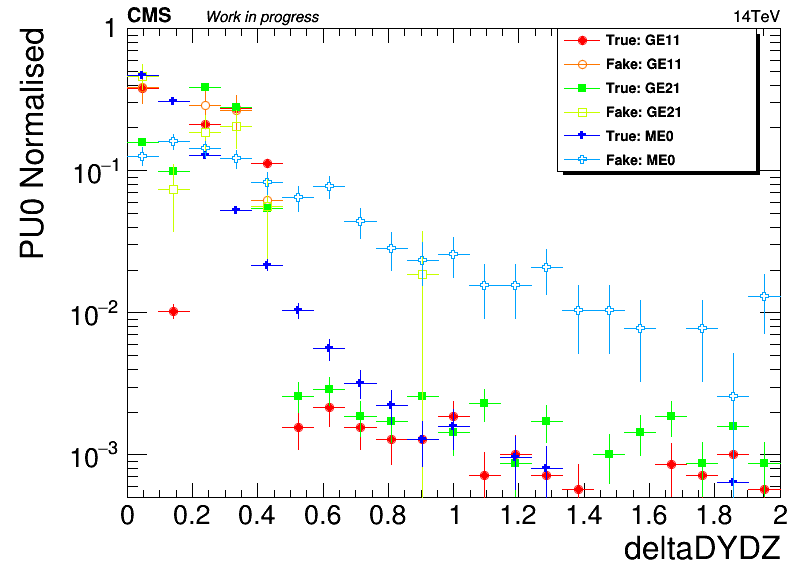 CMS Work in progress 14TeV
PU0 Normalised
1
10⁻¹
10⁻²
10⁻³
True: GE11
Fake: GE11
True: GE21
Fake: GE21
True: ME0
Fake: ME0
0 0.2 0.4 0.6 0.8 1 1.2 1.4 1.6 1.8 2
deltaDYDZ